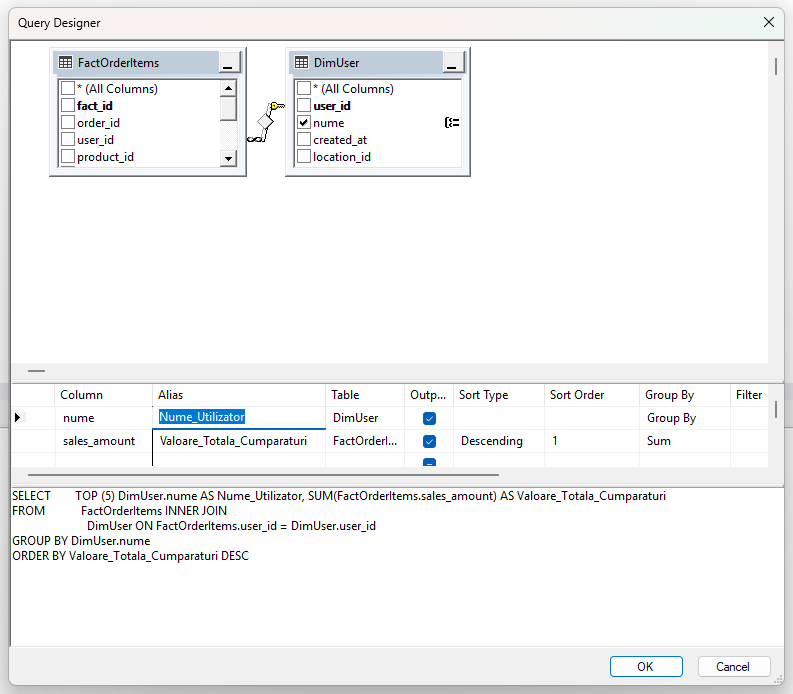 Query Designer
FactOrderItems
* (All Columns)
fact_id
order_id
user_id
product_id
DimUser
* (All Columns)
user_id
nume
created_at
location_id
Column Alias Table Outp... Sort Type Sort Order Group By Filter
nume Nume_Utilizator DimUser Group By
sales_amount Valoare_Totala_Cumparaturi FactOrderI... Descending 1 Sum
SELECT TOP (5) DimUser.nume AS Nume_Utilizator, SUM(FactOrderItems.sales_amount) AS Valoare_Totala_Cumparaturi
FROM FactOrderItems INNER JOIN
DimUser ON FactOrderItems.user_id = DimUser.user_id
GROUP BY DimUser.nume
ORDER BY Valoare_Totala_Cumparaturi DESC
OK Cancel